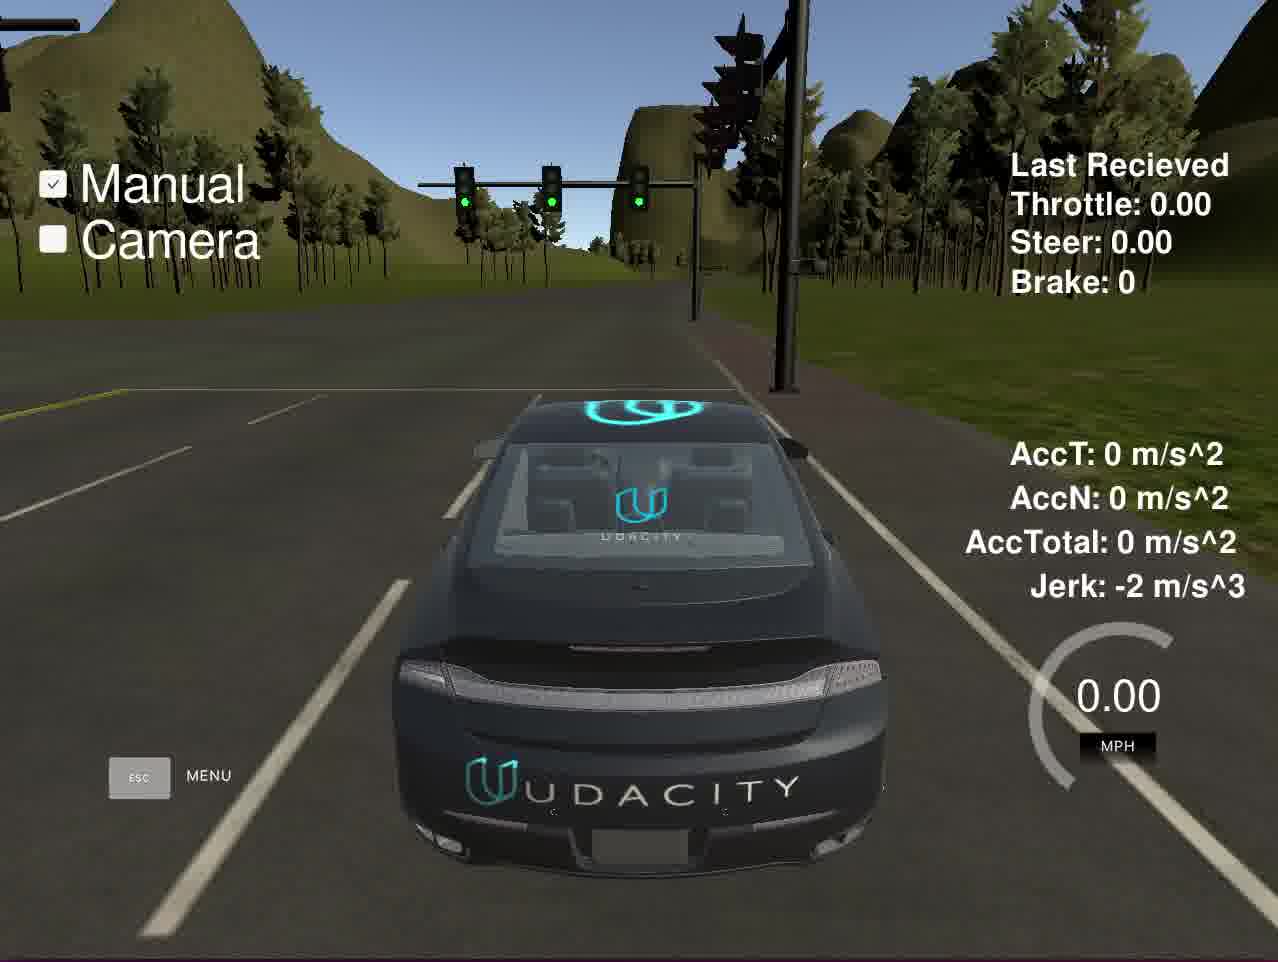 Manual
Camera
Last Recieved
Throttle: 0.00
Steer: 0.00
Brake: 0
AccT: 0 m/s^2
AccN: 0 m/s^2
AccTotal: 0 m/s^2
Jerk: -2 m/s^3
0.00
MPH
UDACITY
ESC MENU
UDACITY